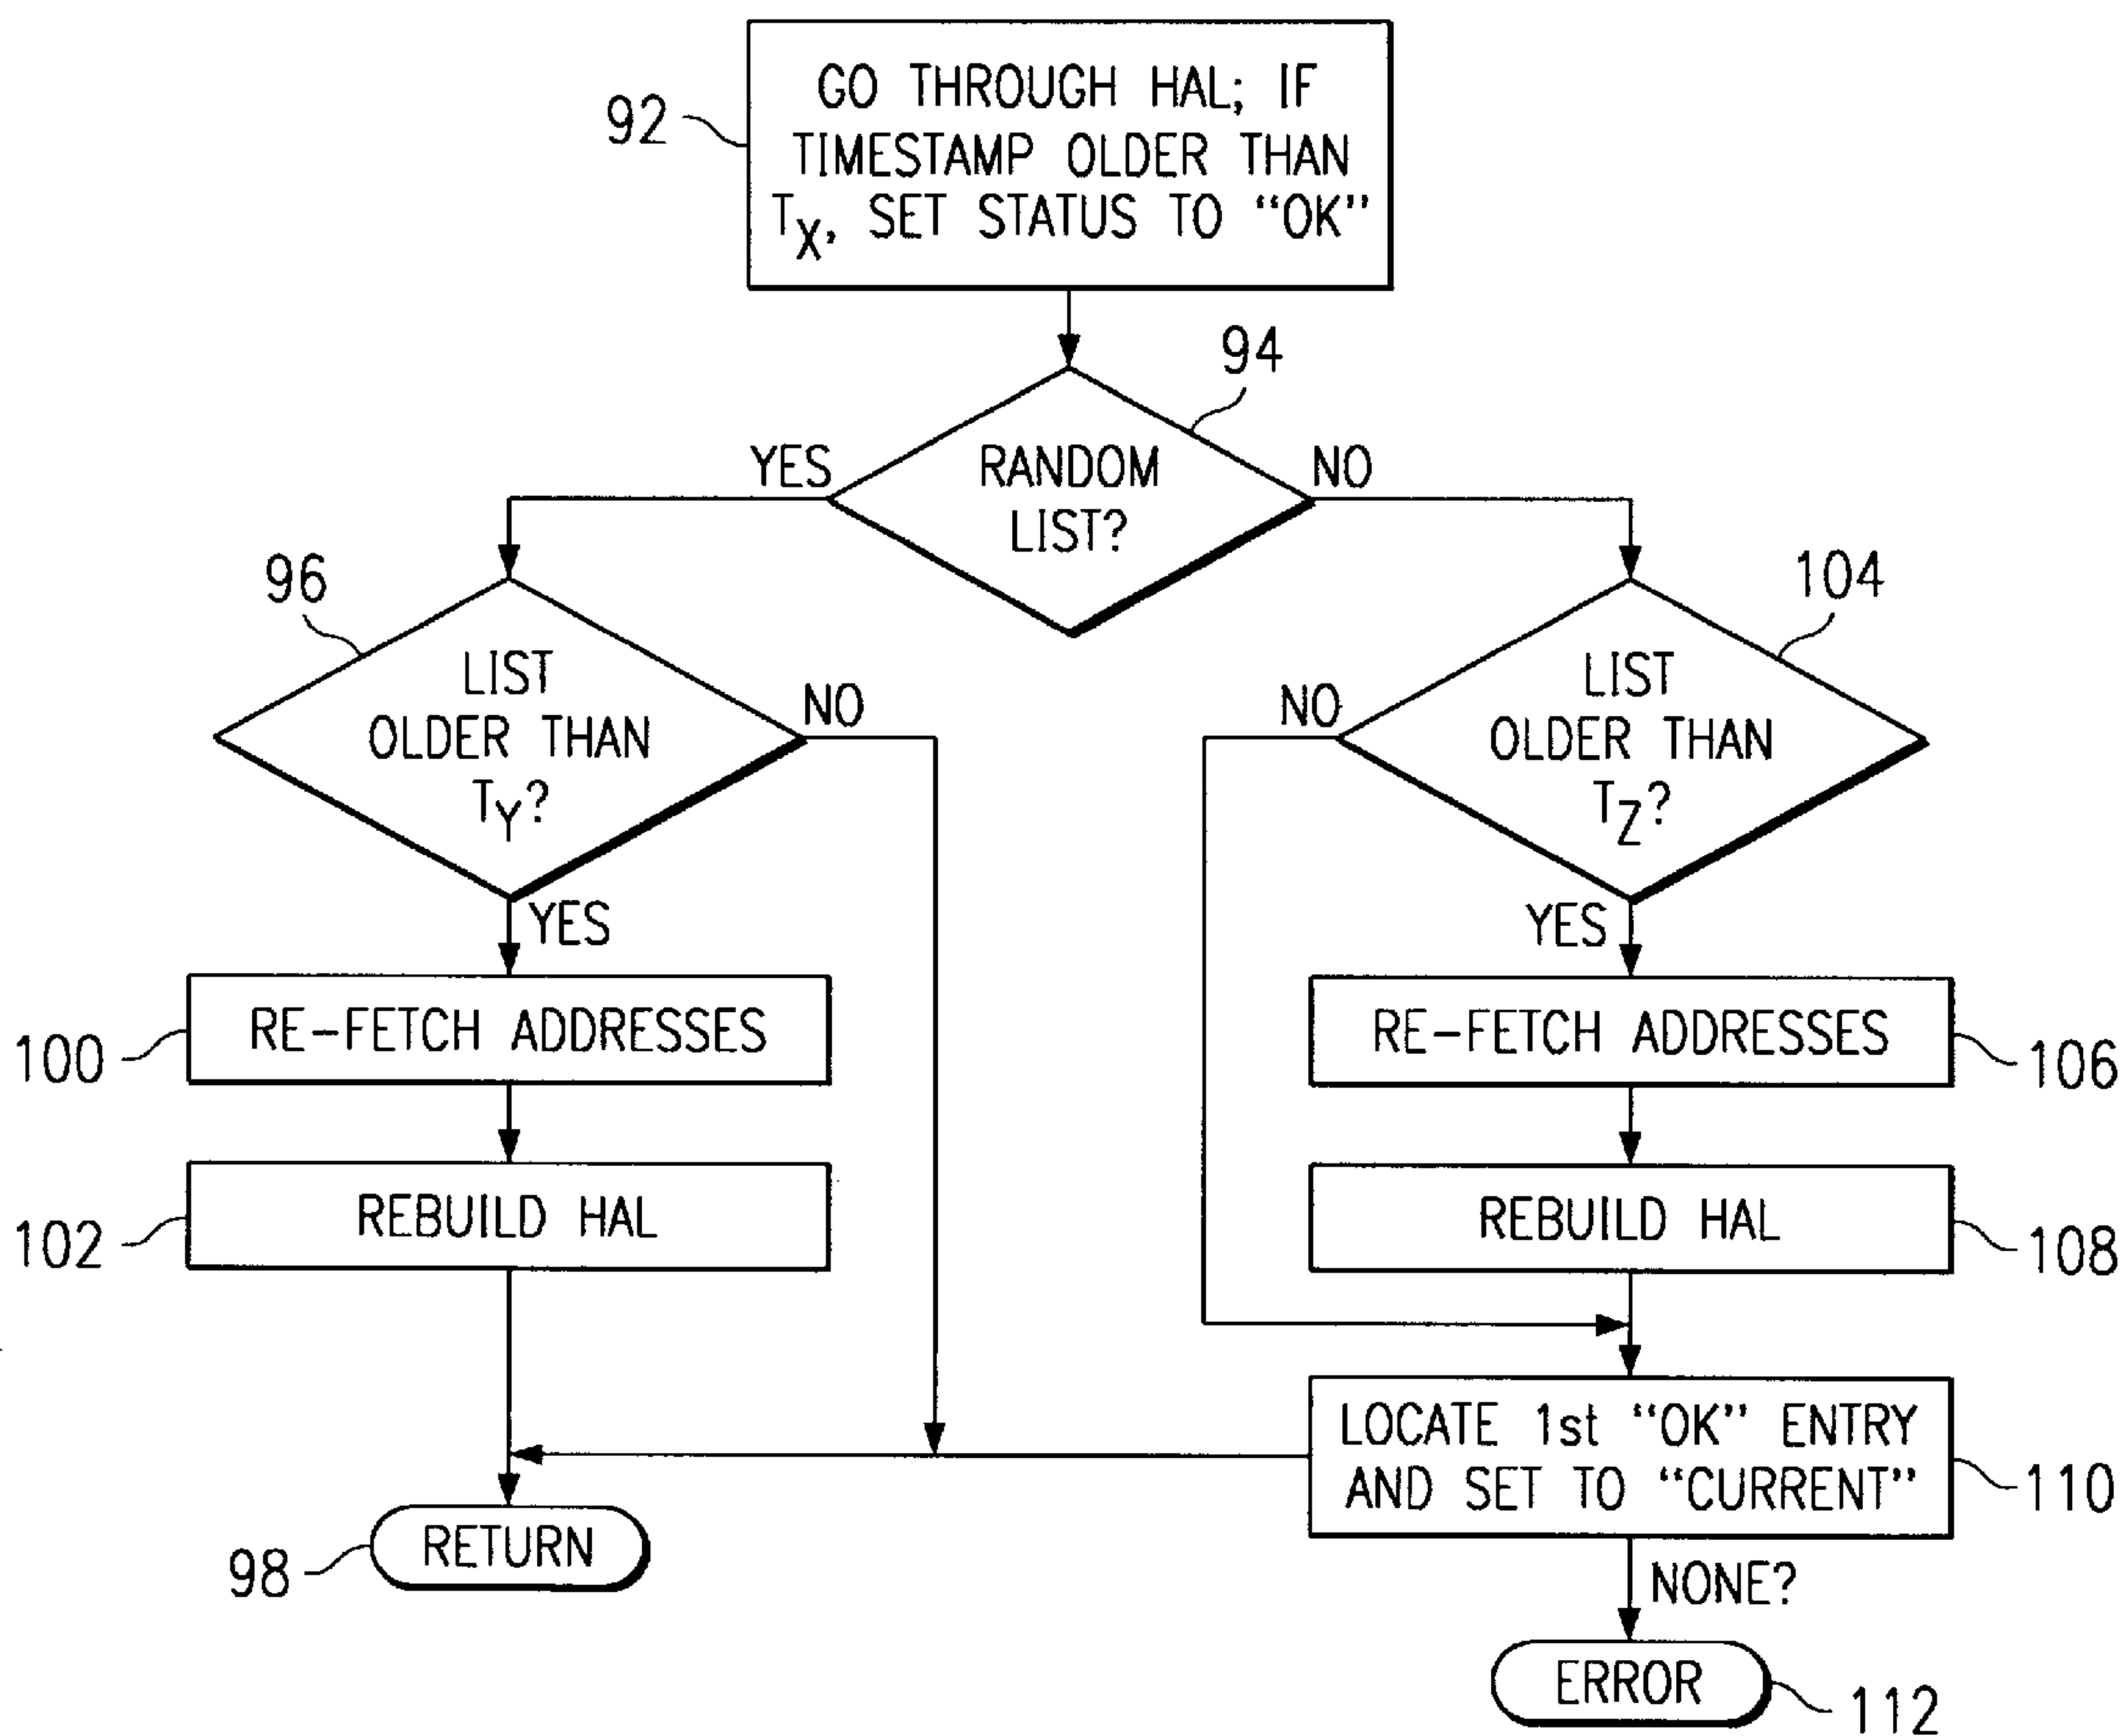 92
GO THROUGH HAL; IF
TIMESTAMP OLDER THAN
TX, SET STATUS TO “OK”
94
YES
RANDOM
LIST?
NO
96
LIST
OLDER THAN
TY?
NO
YES
104
LIST
OLDER THAN
TZ?
NO
YES
100
RE-FETCH ADDRESSES
RE-FETCH ADDRESSES
106
102
REBUILD HAL
REBUILD HAL
108
LOCATE 1st “OK” ENTRY
AND SET TO “CURRENT”
110
98
RETURN
NONE?
ERROR
112